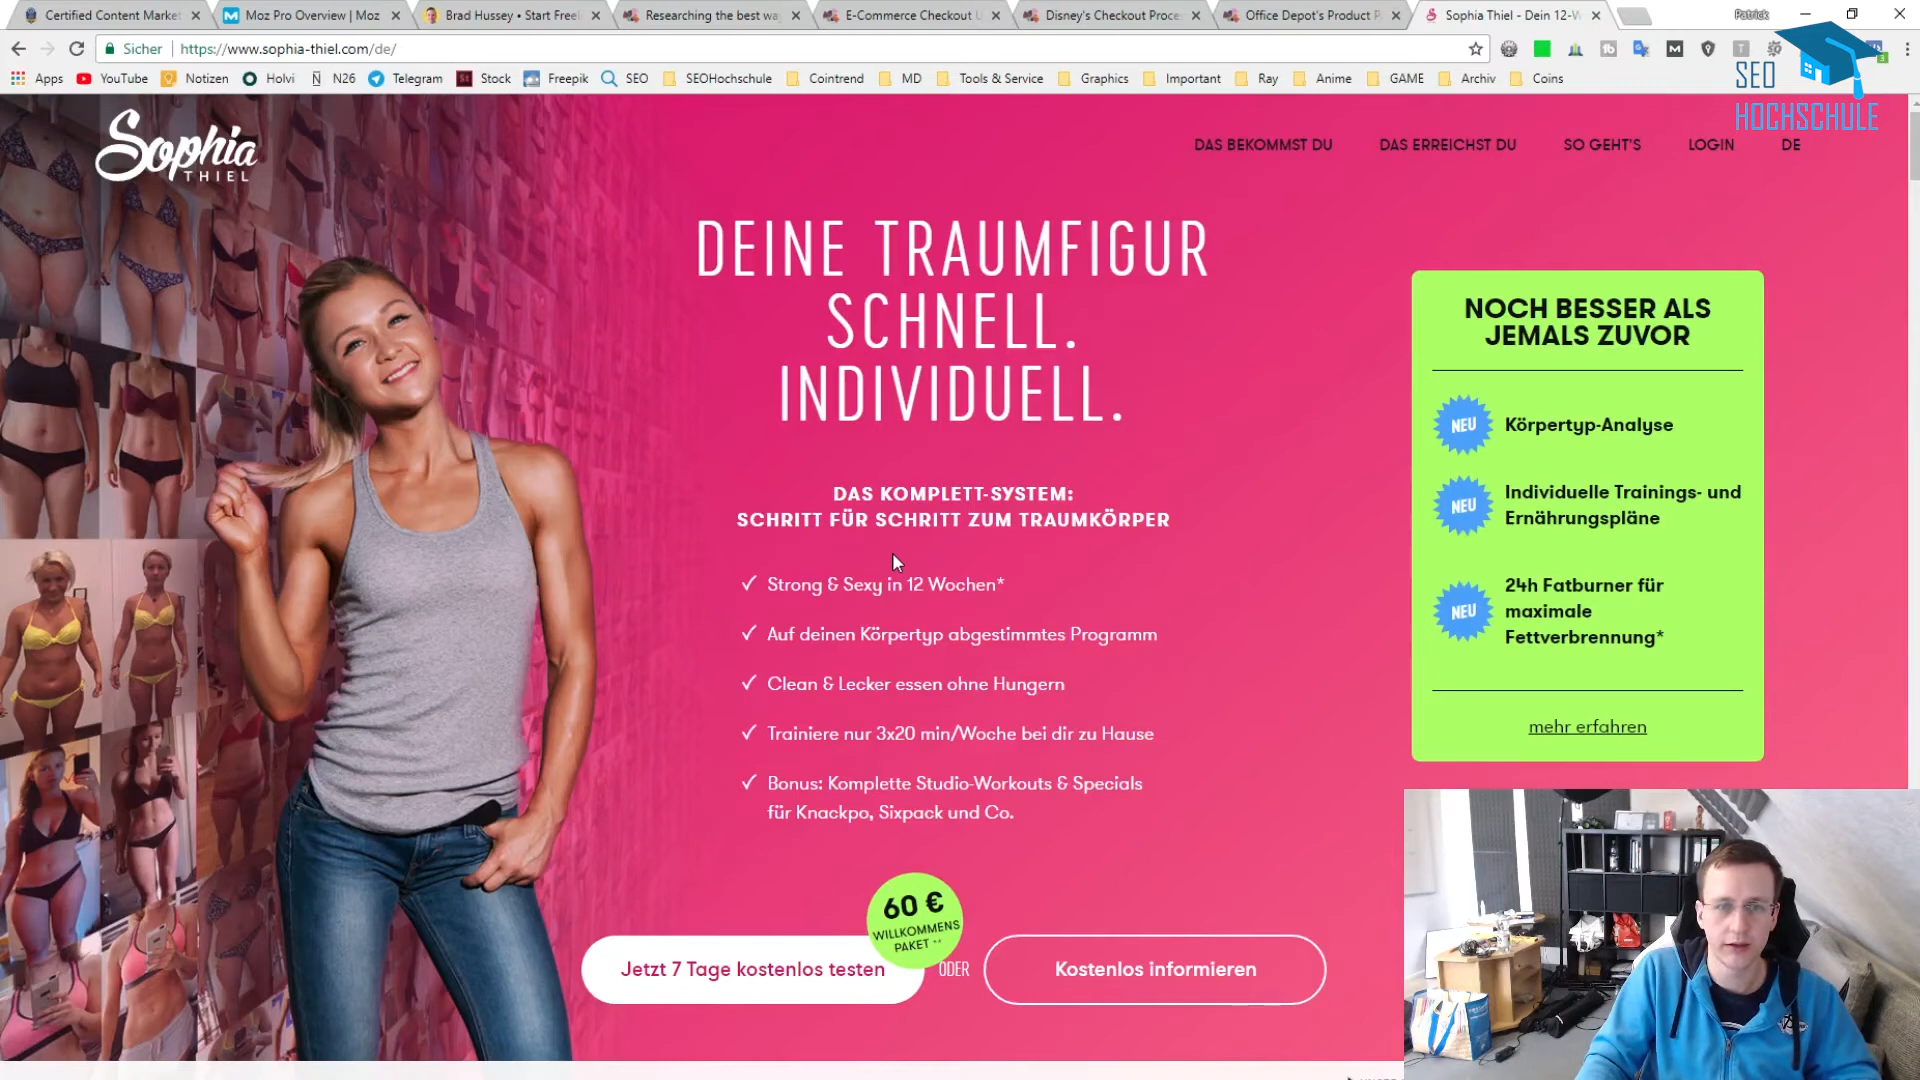 Certified Content Market
Moz Pro Overview | Moz
Brad Hussey • Start Free
Researching the best wa
E-Commerce Checkout U
Disney's Checkout Proce
Office Depot's Product P
Sophia Thiel - Dein 12-W
Patrick
Sicher
https://www.sophia-thiel.com/de/
Apps
YouTube
Notizen
Holvi
N26
Telegram
Stock
Freepik
SEO
SEOHochschule
Cointrend
MD
Tools & Service
Graphics
Important
Ray
Anime
GAME
Archiv
Coins
SEO
HOCHSCHULE
Sophia
THIEL
DAS BEKOMMST DU
DAS ERREICHST DU
SO GEHT'S
LOGIN
DE
DEINE TRAUMFIGUR
SCHNELL.
INDIVIDUELL.
DAS KOMPLETT-SYSTEM:
SCHRITT FÜR SCHRITT ZUM TRAUMKÖRPER
Strong & Sexy in 12 Wochen*
Auf deinen Körpertyp abgestimmtes Programm
Clean & Lecker essen ohne Hungern
Trainiere nur 3x20 min/Woche bei dir zu Hause
Bonus: Komplette Studio-Workouts & Specials
für Knackpo, Sixpack und Co.
60 €
WILLKOMMENS
PAKET **
Jetzt 7 Tage kostenlos testen
ODER
Kostenlos informieren
NOCH BESSER ALS
JEMALS ZUVOR
NEU
Körpertyp-Analyse
NEU
Individuelle Trainings- und
Ernährungspläne
NEU
24h Fatburner für
maximale
Fettverbrennung*
mehr erfahren